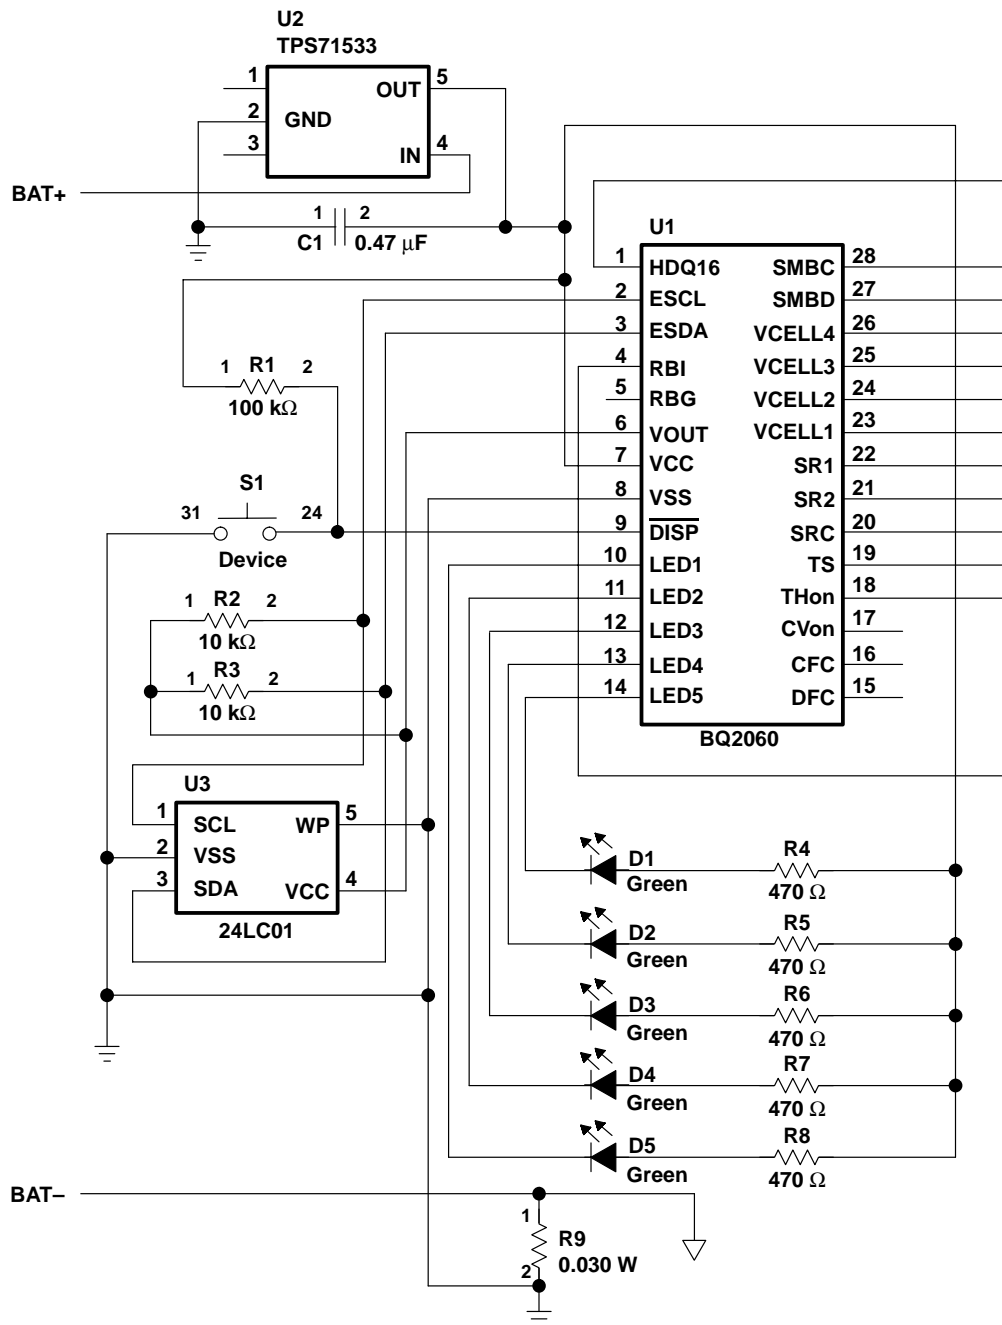 U2
TPS71533
1
OUT
5
2
GND
3
IN
4
BAT+
1
2
C1
0.47 μF
U1
1
HDQ16
SMBC
28
2
ESCL
SMBD
27
3
ESDA
VCELL4
26
4
RBI
VCELL3
25
5
RBG
VCELL2
24
6
VOUT
VCELL1
23
7
VCC
SR1
22
8
VSS
SR2
21
9
DISP
SRC
20
10
LED1
TS
19
11
LED2
THon
18
12
LED3
CVon
17
13
LED4
CFC
16
14
LED5
DFC
15
BQ2060
1
R1
2
100 kΩ
S1
31
24
Device
1
R2
2
10 kΩ
1
R3
2
10 kΩ
U3
1
SCL
WP
5
2
VSS
3
SDA
VCC
4
24LC01
D1
Green
R4
470 Ω
D2
Green
R5
470 Ω
D3
Green
R6
470 Ω
D4
Green
R7
470 Ω
D5
Green
R8
470 Ω
BAT–
1
R9
0.030 W
2